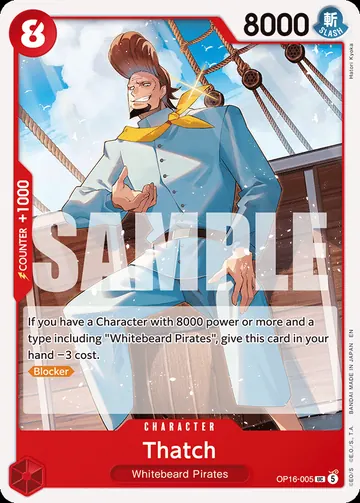 8
8000
斬
SLASH
Hatori Kyoka
COUNTER +1000
SAMPLE
If you have a Character with 8000 power or more and a
type including "Whitebeard Pirates", give this card in your
hand −3 cost.
Blocker
CHARACTER
Thatch
Whitebeard Pirates
OP16-005 UC 5
©E.O/S ©E.O./S., T.A. BANDAI MADE IN JAPAN EN